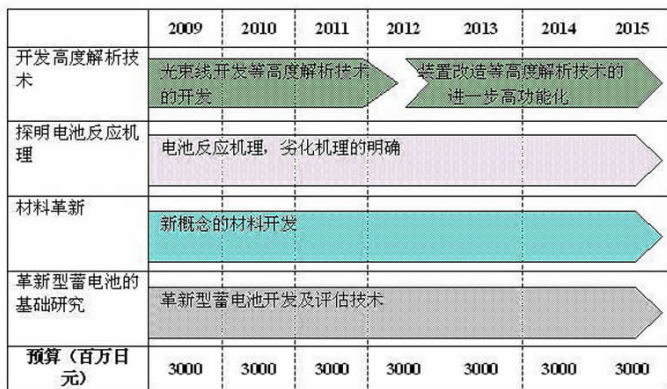 2009 2010 2011 2012 2013 2014 2015
开发高度解析技
术
光束线开发等高度解析技术
的开发
装置改造等高度解析技术的
进一步高功能化
探明电池反应机
理
电池反应机理，劣化机理的明确
材料革新
新概念的材料开发
革新型蓄电池的
基础研究
革新型蓄电池开发及评估技术
预算（百万日
元）
3000 3000 3000 3000 3000 3000 3000